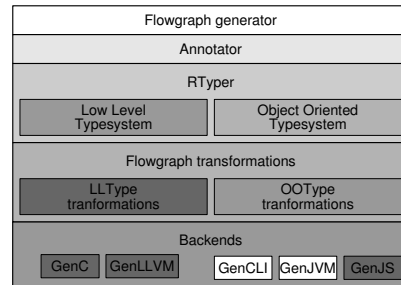 Flowgraph generator
Annotator
RTyper
Low Level
Typesystem
Object Oriented
Typesystem
Flowgraph transformations
LLType
tranformations
OOType
tranformations
Backends
GenC
GenLLVM
GenCLI
GenJVM
GenJS